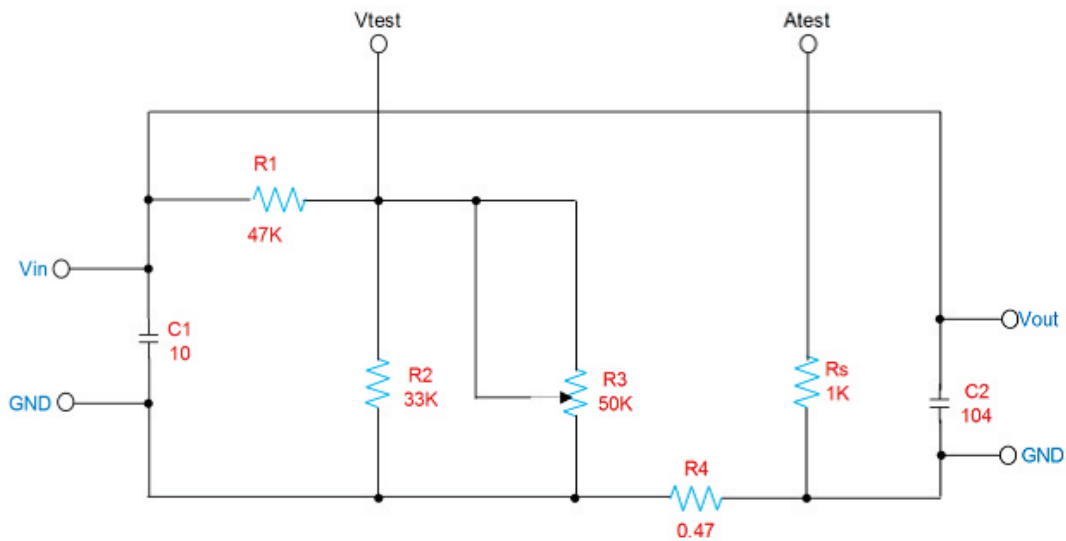 Vtest
Atest
R1
47K
Vin
C1
10
GND
R2
33K
R3
50K
Rs
1K
Vout
C2
104
GND
R4
0.47